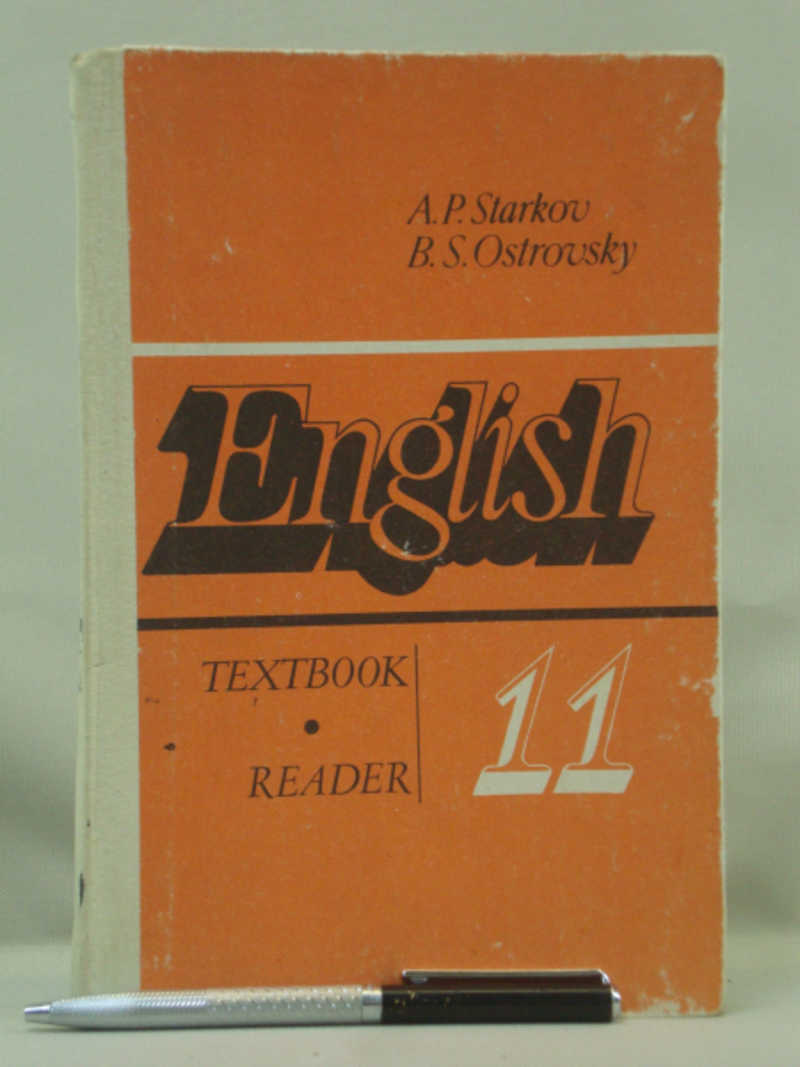 A.P. Starkov
B.S. Ostrovsky
English
TEXTBOOK
READER
11